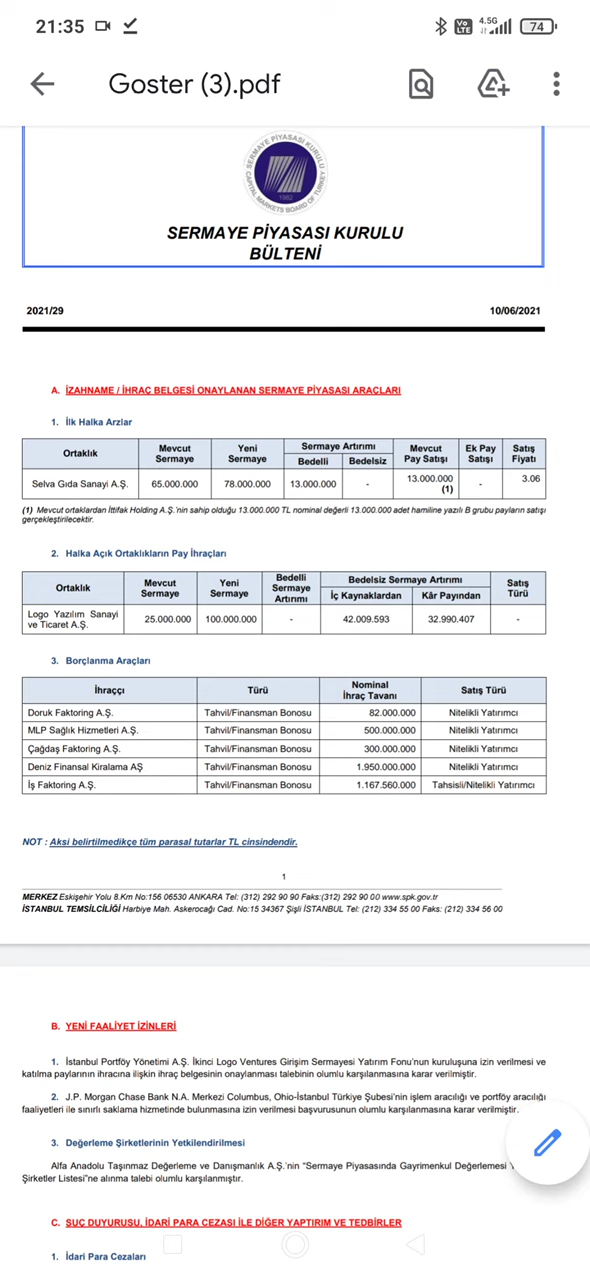 21:35
Vo LTE
4.5G
74
Goster (3).pdf
SERMAYE PİYASASI KURULU
CAPITAL MARKETS BOARD OF TURKEY
1982
SERMAYE PİYASASI KURULU
BÜLTENİ
2021/29 10/06/2021
A. İZAHNAME / İHRAÇ BELGESİ ONAYLANAN SERMAYE PİYASASI ARAÇLARI
1. İlk Halka Arzlar
Ortaklık Mevcut Sermaye Yeni Sermaye Sermaye Artırımı Mevcut Pay Satışı Ek Pay Satışı Satış Fiyatı
Bedelli Bedelsiz
Selva Gıda Sanayi A.Ş. 65.000.000 78.000.000 13.000.000 - 13.000.000 (1) - 3.06
(1) Mevcut ortaklardan İttifak Holding A.Ş.'nin sahip olduğu 13.000.000 TL nominal değerli 13.000.000 adet hamiline yazılı B grubu payların satışı
gerçekleştirilecektir.
2. Halka Açık Ortaklıkların Pay İhraçları
Ortaklık Mevcut Sermaye Yeni Sermaye Bedelli Sermaye Artırımı Bedelsiz Sermaye Artırımı Satış Türü
İç Kaynaklardan Kâr Payından
Logo Yazılım Sanayi ve Ticaret A.Ş. 25.000.000 100.000.000 - 42.009.593 32.990.407 -
3. Borçlanma Araçları
İhraççı Türü Nominal İhraç Tavanı Satış Türü
Doruk Faktoring A.Ş. Tahvil/Finansman Bonosu 82.000.000 Nitelikli Yatırımcı
MLP Sağlık Hizmetleri A.Ş. Tahvil/Finansman Bonosu 500.000.000 Nitelikli Yatırımcı
Çağdaş Faktoring A.Ş. Tahvil/Finansman Bonosu 300.000.000 Nitelikli Yatırımcı
Deniz Finansal Kiralama AŞ Tahvil/Finansman Bonosu 1.950.000.000 Nitelikli Yatırımcı
İş Faktoring A.Ş. Tahvil/Finansman Bonosu 1.167.560.000 Tahsisli/Nitelikli Yatırımcı
NOT : Aksi belirtilmedikçe tüm parasal tutarlar TL cinsindendir.
1
MERKEZ Eskişehir Yolu 8.Km No:156 06530 ANKARA Tel: (312) 292 90 90 Faks:(312) 292 90 00 www.spk.gov.tr
İSTANBUL TEMSİLCİLİĞİ Harbiye Mah. Askerocağı Cad. No:15 34367 Şişli İSTANBUL Tel: (212) 334 55 00 Faks: (212) 334 56 00
B. YENİ FAALİYET İZİNLERİ
1. İstanbul Portföy Yönetimi A.Ş. İkinci Logo Ventures Girişim Sermayesi Yatırım Fonu'nun kuruluşuna izin verilmesi ve
katılma paylarının ihracına ilişkin ihraç belgesinin onaylanması talebinin olumlu karşılanmasına karar verilmiştir.
2. J.P. Morgan Chase Bank N.A. Merkezi Columbus, Ohio-İstanbul Türkiye Şubesi'nin işlem aracılığı ve portföy aracılığı
faaliyetleri ile sınırlı saklama hizmetinde bulunmasına izin verilmesi başvurusunun olumlu karşılanmasına karar verilmiştir.
3. Değerleme Şirketlerinin Yetkilendirilmesi
Alfa Anadolu Taşınmaz Değerleme ve Danışmanlık A.Ş.'nin "Sermaye Piyasasında Gayrimenkul Değerlemesi
Şirketler Listesi"ne alınma talebi olumlu karşılanmıştır.
C. SUÇ DUYURUSU, İDARİ PARA CEZASI İLE DİĞER YAPTIRIM VE TEDBİRLER
1. İdari Para Cezaları